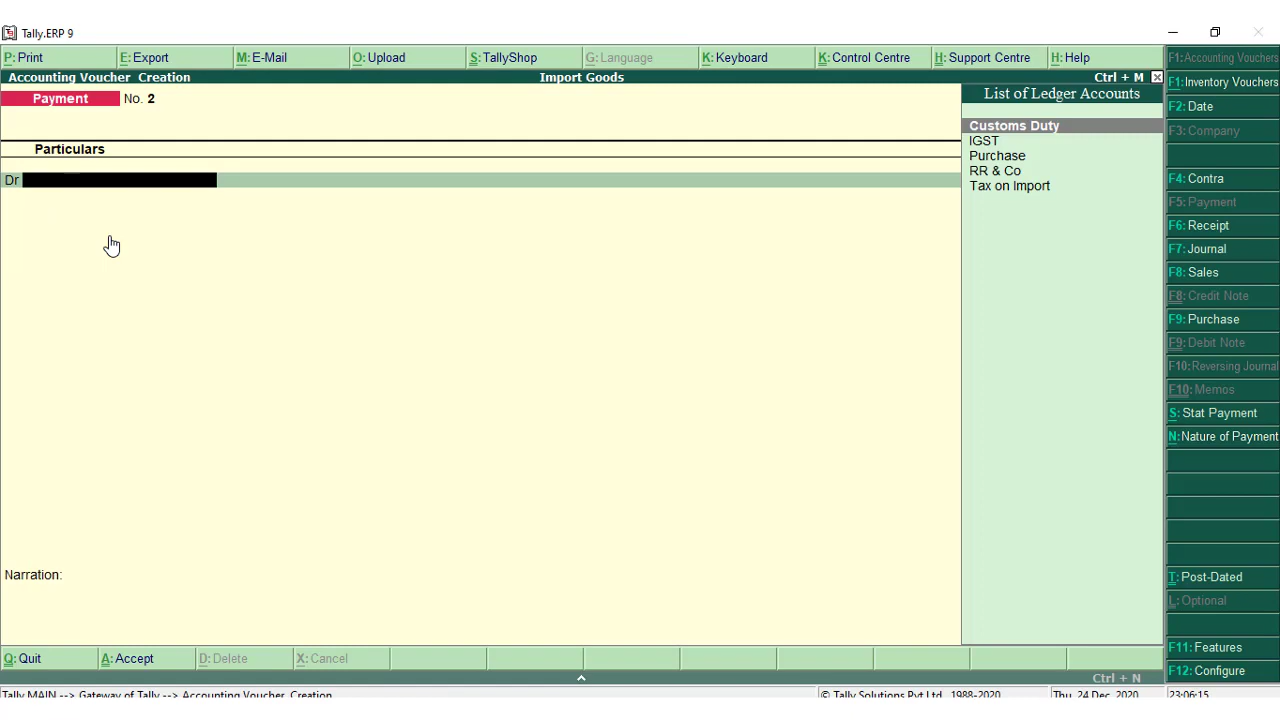 Tally.ERP 9
P: Print E: Export M: E-Mail O: Upload S: TallyShop G: Language K: Keyboard K: Control Centre H: Support Centre H: Help
Accounting Voucher Creation Import Goods Ctrl + M
Payment No. 2
Particulars
Dr
List of Ledger Accounts
Customs Duty
IGST
Purchase
RR & Co
Tax on Import
F1: Accounting Vouchers
F1: Inventory Vouchers
F2: Date
F3: Company
F4: Contra
F5: Payment
F6: Receipt
F7: Journal
F8: Sales
F8: Credit Note
F9: Purchase
F9: Debit Note
F10: Reversing Journal
F10: Memos
S: Stat Payment
N: Nature of Payment
T: Post-Dated
L: Optional
F11: Features
F12: Configure
Narration:
Q: Quit A: Accept D: Delete X: Cancel
Ctrl + N
Tally MAIN --> Gateway of Tally --> Accounting Voucher Creation © Tally Solutions Pvt Ltd., 1988-2020 Thu, 24 Dec, 2020 23:06:15